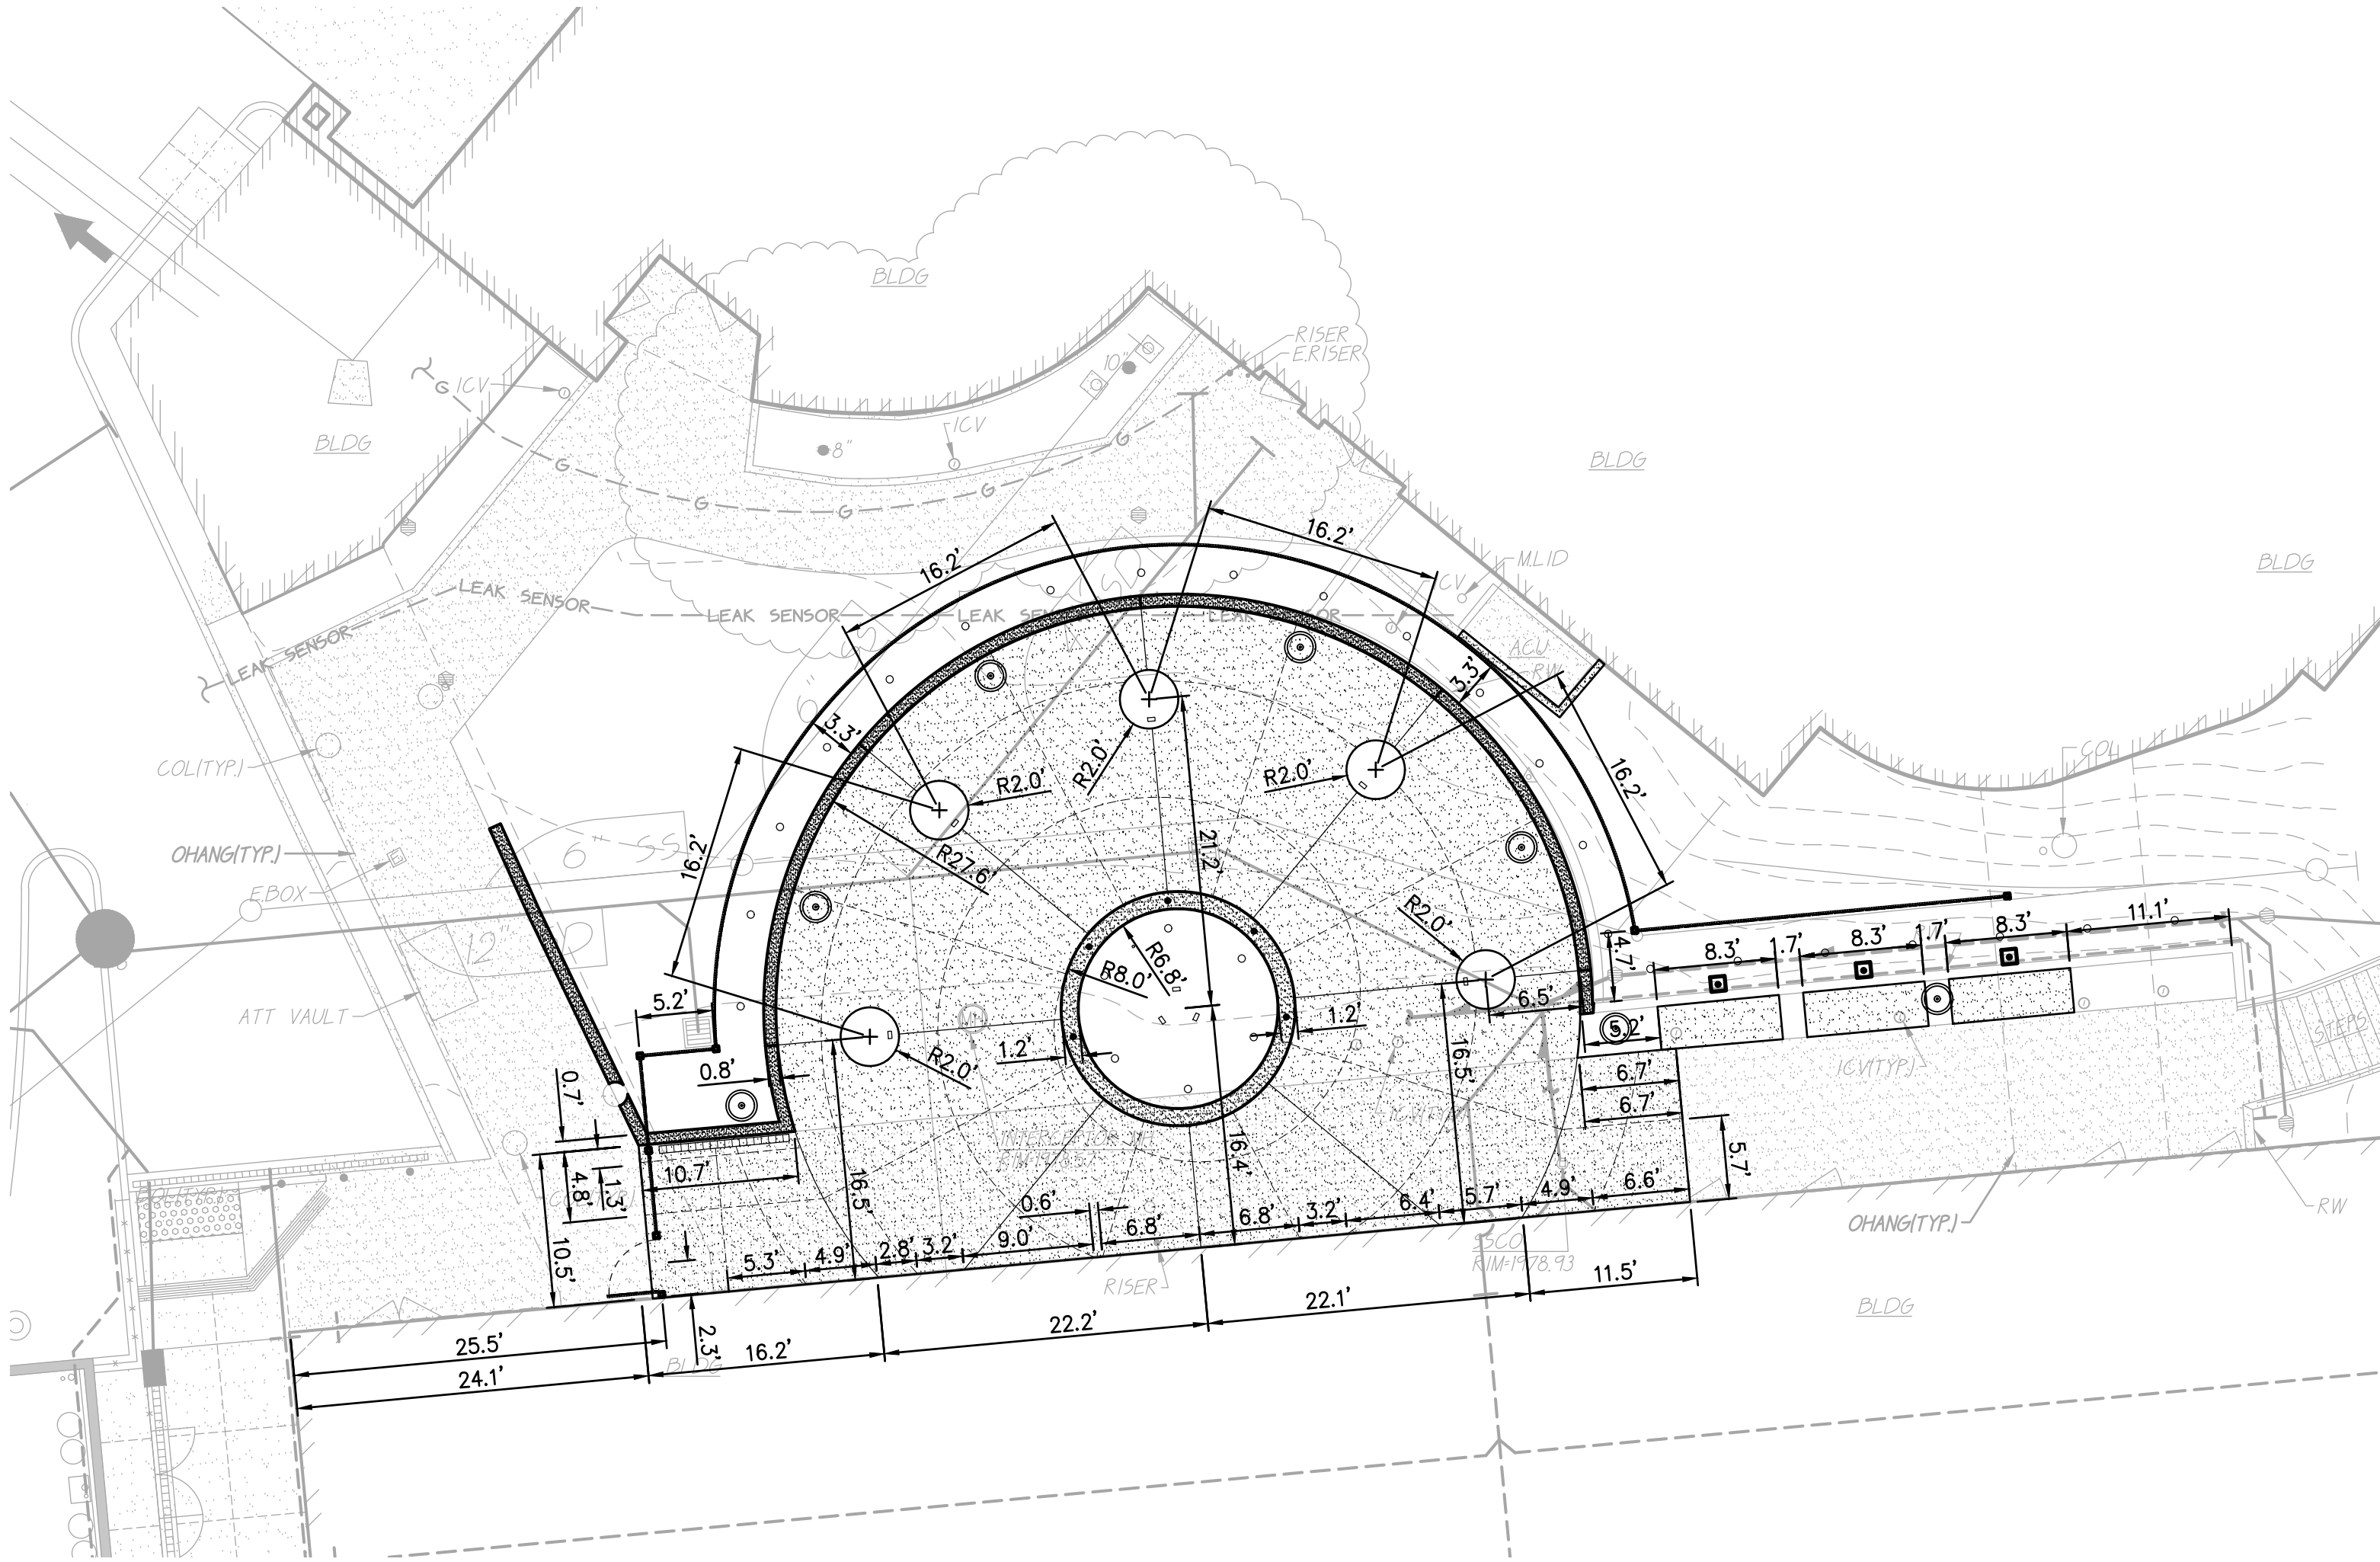 BLDG
RISER
E.RISER
10"
ICV
G
BLDG
ICV
8"
G
G
G
G
G
BLDG
16.2'
16.2'
M.LID
ICV
BLDG
LEAK SENSOR
LEAK SENSOR
LEAK SENSOR
LEAK SENSOR
ACU
RW
3.3'
6"
3.3'
COL(TYP.)
R2.0'
R2.0'
R2.0'
16.2'
COL
16.2'
21.2'
OHANG(TYP.)
6" SS
R27.6'
E.BOX
R2.0'
12" D
R6.8'
R8.0'
4.7'
8.3'
1.7'
8.3'
1.7'
8.3'
11.1'
5.2'
6.5'
ATT VAULT
1.2'
1.2'
5.2'
STEPS
0.8'
R2.0'
16.5'
0.7'
6.7'
6.7'
ICV(TYP.)
INTERCEPTOR MH
16.4'
5.7'
10.7'
16.5'
4.8'
1.3'
0.6'
6.8'
6.8'
3.2'
6.4'
5.7'
4.9'
6.6'
RW
OHANG(TYP.)
10.5'
5.3'
4.9'
2.8'
3.2'
9.0'
SSCO
RIM=1978.93
RISER
11.5'
BLDG
22.1'
22.2'
2.3'
16.2'
25.5'
BLDG
24.1'